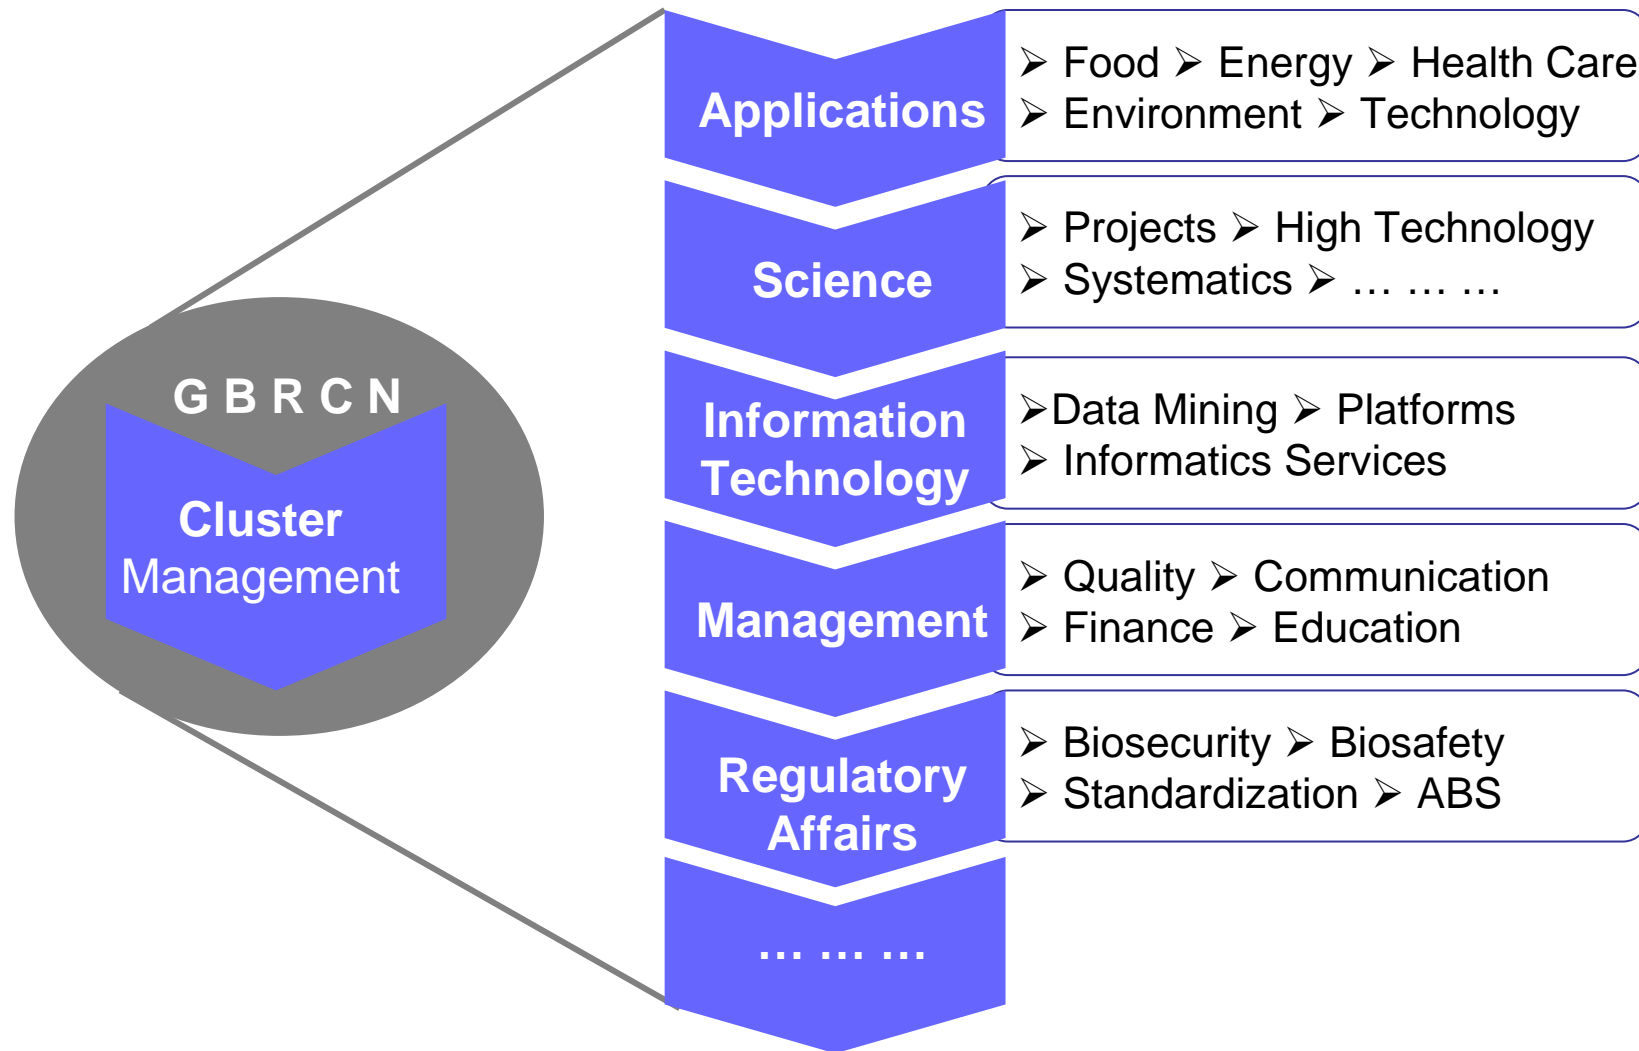 G B R C N
Cluster
Management
Applications
➢ Food ➢ Energy ➢ Health Care
➢ Environment ➢ Technology
Science
➢ Projects ➢ High Technology
➢ Systematics ➢ … … …
Information
Technology
➢Data Mining ➢ Platforms
➢ Informatics Services
Management
➢ Quality ➢ Communication
➢ Finance ➢ Education
Regulatory
Affairs
➢ Biosecurity ➢ Biosafety
➢ Standardization ➢ ABS
… … …